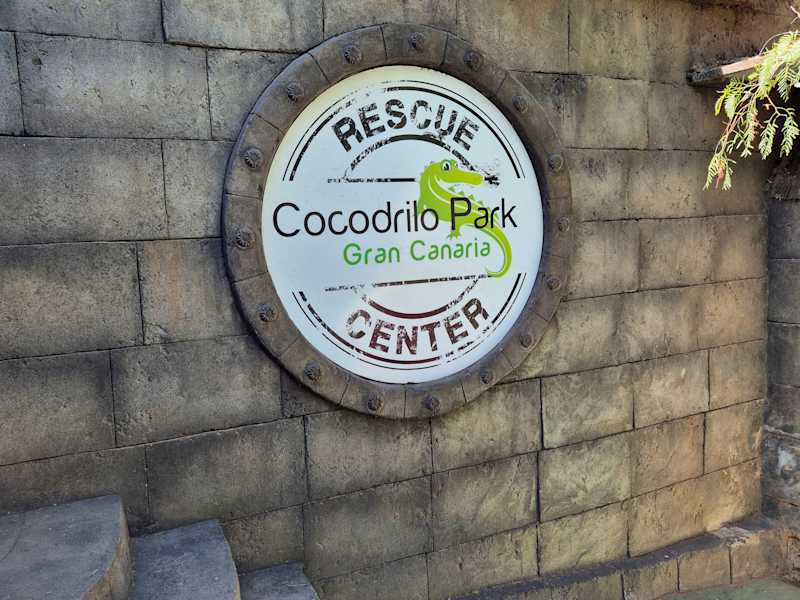 RESCUE
Cocodrilo Park
Gran Canaria
CENTER